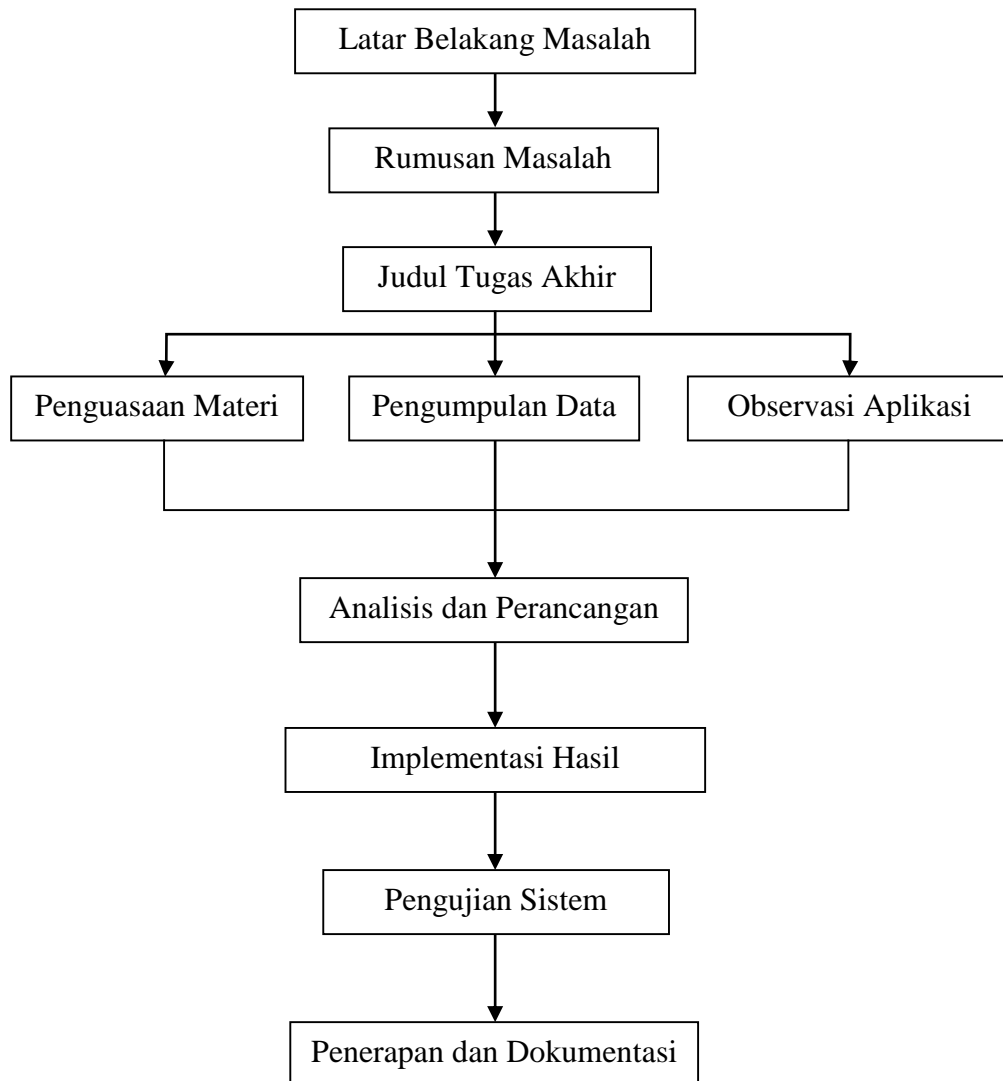 Latar Belakang Masalah
Rumusan Masalah
Judul Tugas Akhir
Penguasaan Materi
Pengumpulan Data
Observasi Aplikasi
Analisis dan Perancangan
Implementasi Hasil
Pengujian Sistem
Penerapan dan Dokumentasi